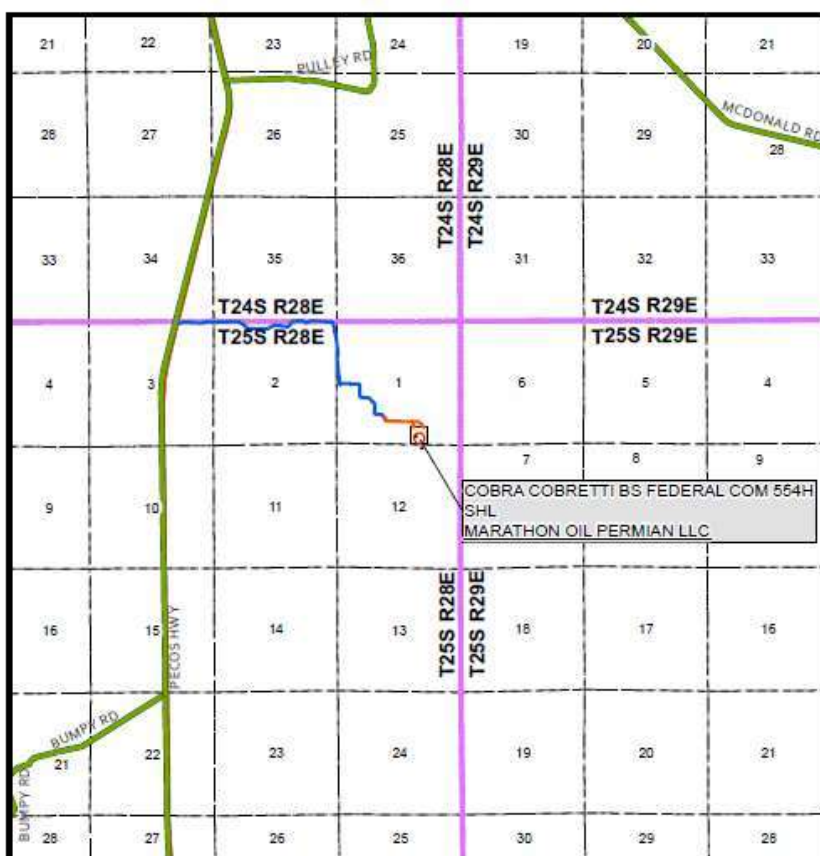 21 22 23 24 19 20 21
PULLEY RD
MCDONALD RD
28 27 26 25 30 29 28
T24S R28E
T24S R29E
33 34 35 36 31 32 33
T24S R28E T24S R29E
T25S R28E T25S R29E
4 3 2 1 6 5 4
7 8 9
COBRA COBRETTI BS FEDERAL COM 554H
SHL
MARATHON OIL PERMIAN LLC
9 10 11 12
T25S R28E
T25S R29E
16 15 14 13 18 17 16
PECOS HWY
BUMPY RD
21 22 23 24 19 20 21
BUMPY RD
28 27 26 25 30 29 28